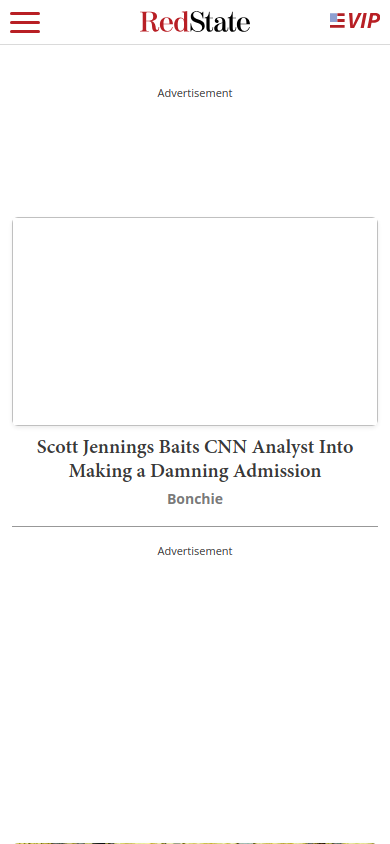 RedState
VIP
Advertisement
Scott Jennings Baits CNN Analyst Into
Making a Damning Admission
Bonchie
Advertisement